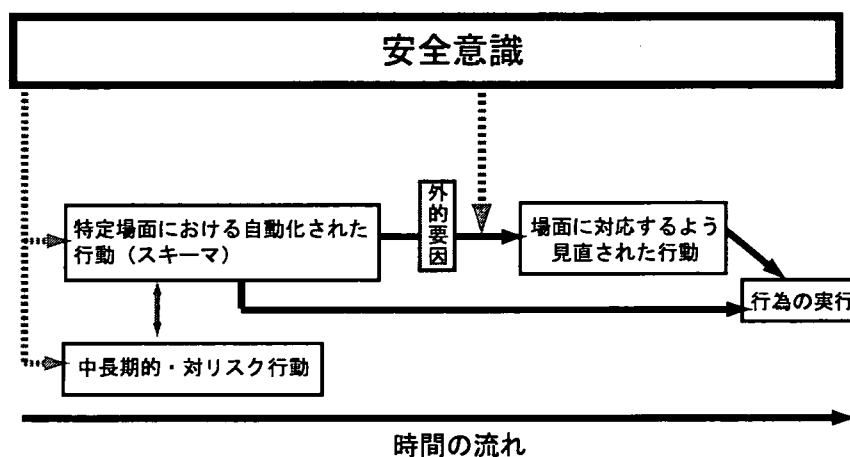 安全意識
外的要因
特定場面における自動化された
行動（スキーマ）
場面に対応するよう
見直された行動
行為の実行
中長期的・対リスク行動
時間の流れ